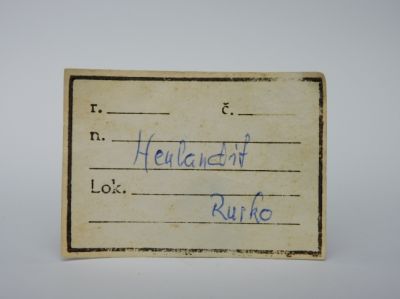 r. č.
n.
Heulandit
Lok.
Rusko